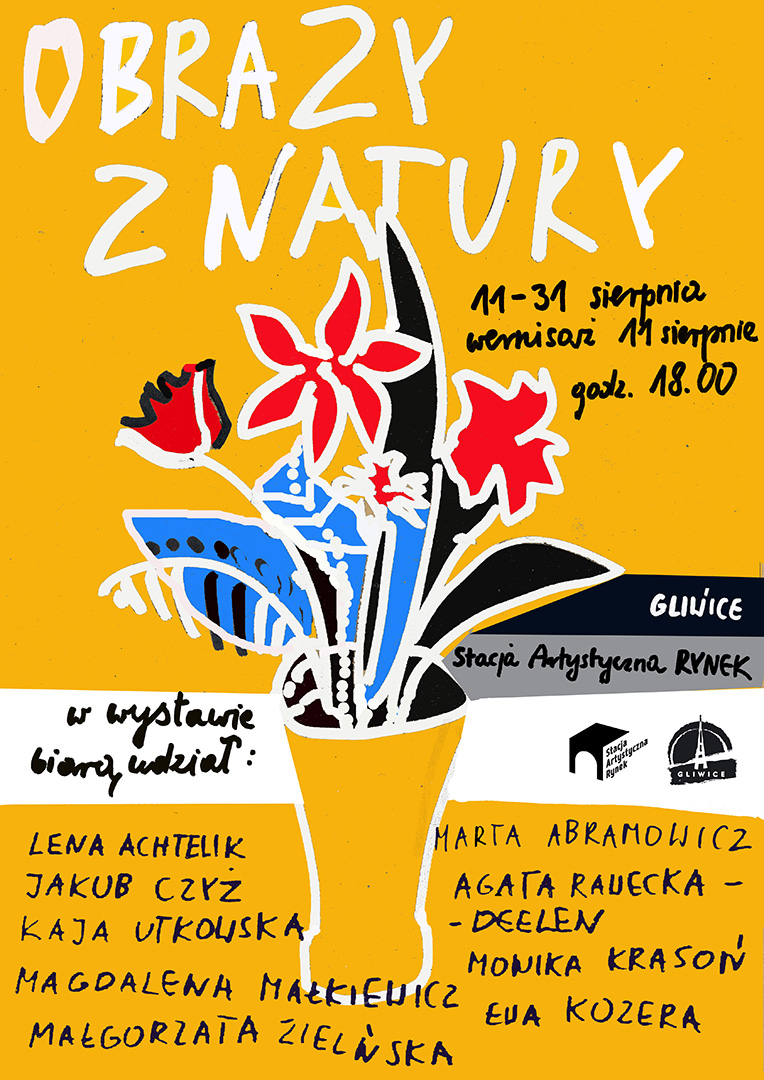 OBRAZY
Z NATURY
11-31 sierpnia
wernisaż 11 sierpnia
godz. 18.00
GLIWICE
Stacja Artystyczna RYNEK
w wystawie
biorą udział:
Stacja
Artystyczna
Rynek
GLIWICE
LENA ACHTELIK
JAKUB CZYŻ
KAJA UTKOWSKA
MAGDALENA MAŁKIEWICZ
MAŁGORZATA ZIELIŃSKA
MARTA ABRAMOWICZ
AGATA RAWECKA -
- DEELEN
MONIKA KRASOŃ
EWA KOZERA